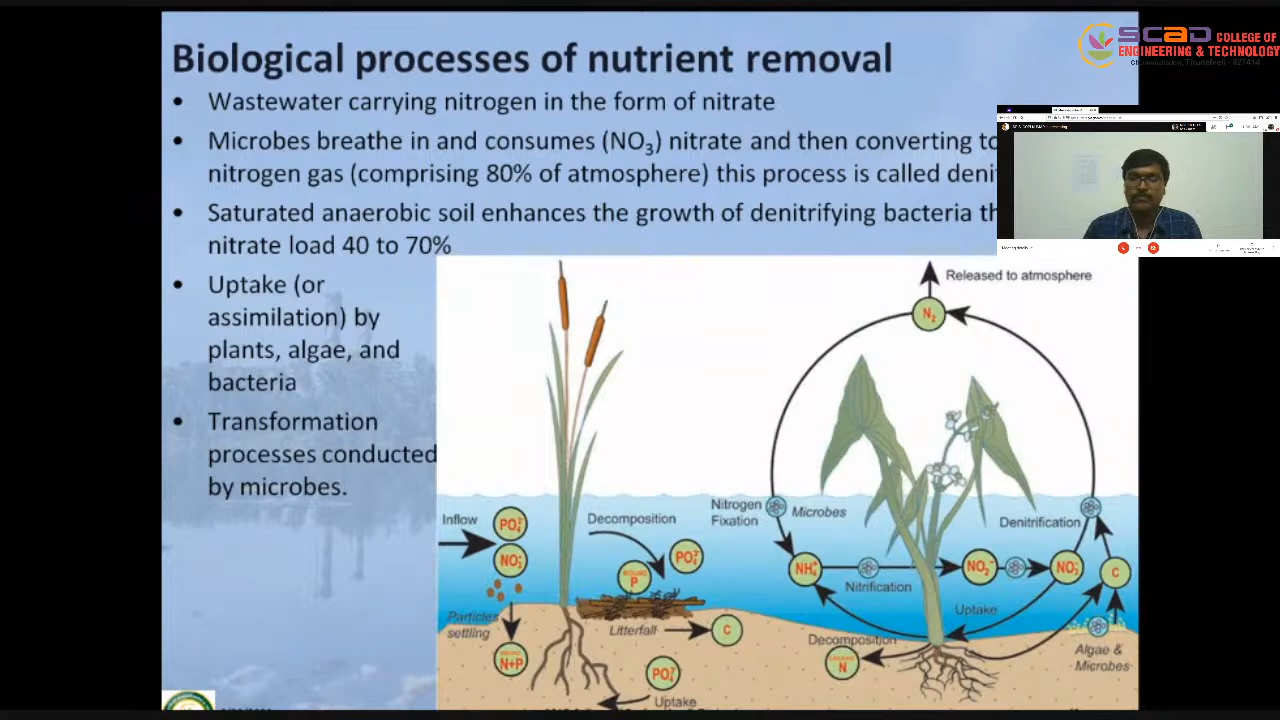 Biological processes of nutrient removal
• Wastewater carrying nitrogen in the form of nitrate
• Microbes breathe in and consumes (NO3) nitrate and then converting to
nitrogen gas (comprising 80% of atmosphere) this process is called deni
• Saturated anaerobic soil enhances the growth of denitrifying bacteria th
nitrate load 40 to 70%
• Uptake (or
assimilation) by
plants, algae, and
bacteria
• Transformation
processes conducted
by microbes.
SCAD COLLEGE OF
ENGINEERING & TECHNOLOGY
Tirunelveli - 627414
Released to atmosphere
N2
Nitrogen
Fixation
Microbes
Denitrification
Inflow
PO4
NO3
Decomposition
PO4
BOUND
P
NH4
Nitrification
NO2-
NO3
C
Uptake
Particles
settling
Litterfall
C
Decomposition
N
Algae &
Microbes
N+P
PO4
Uptake